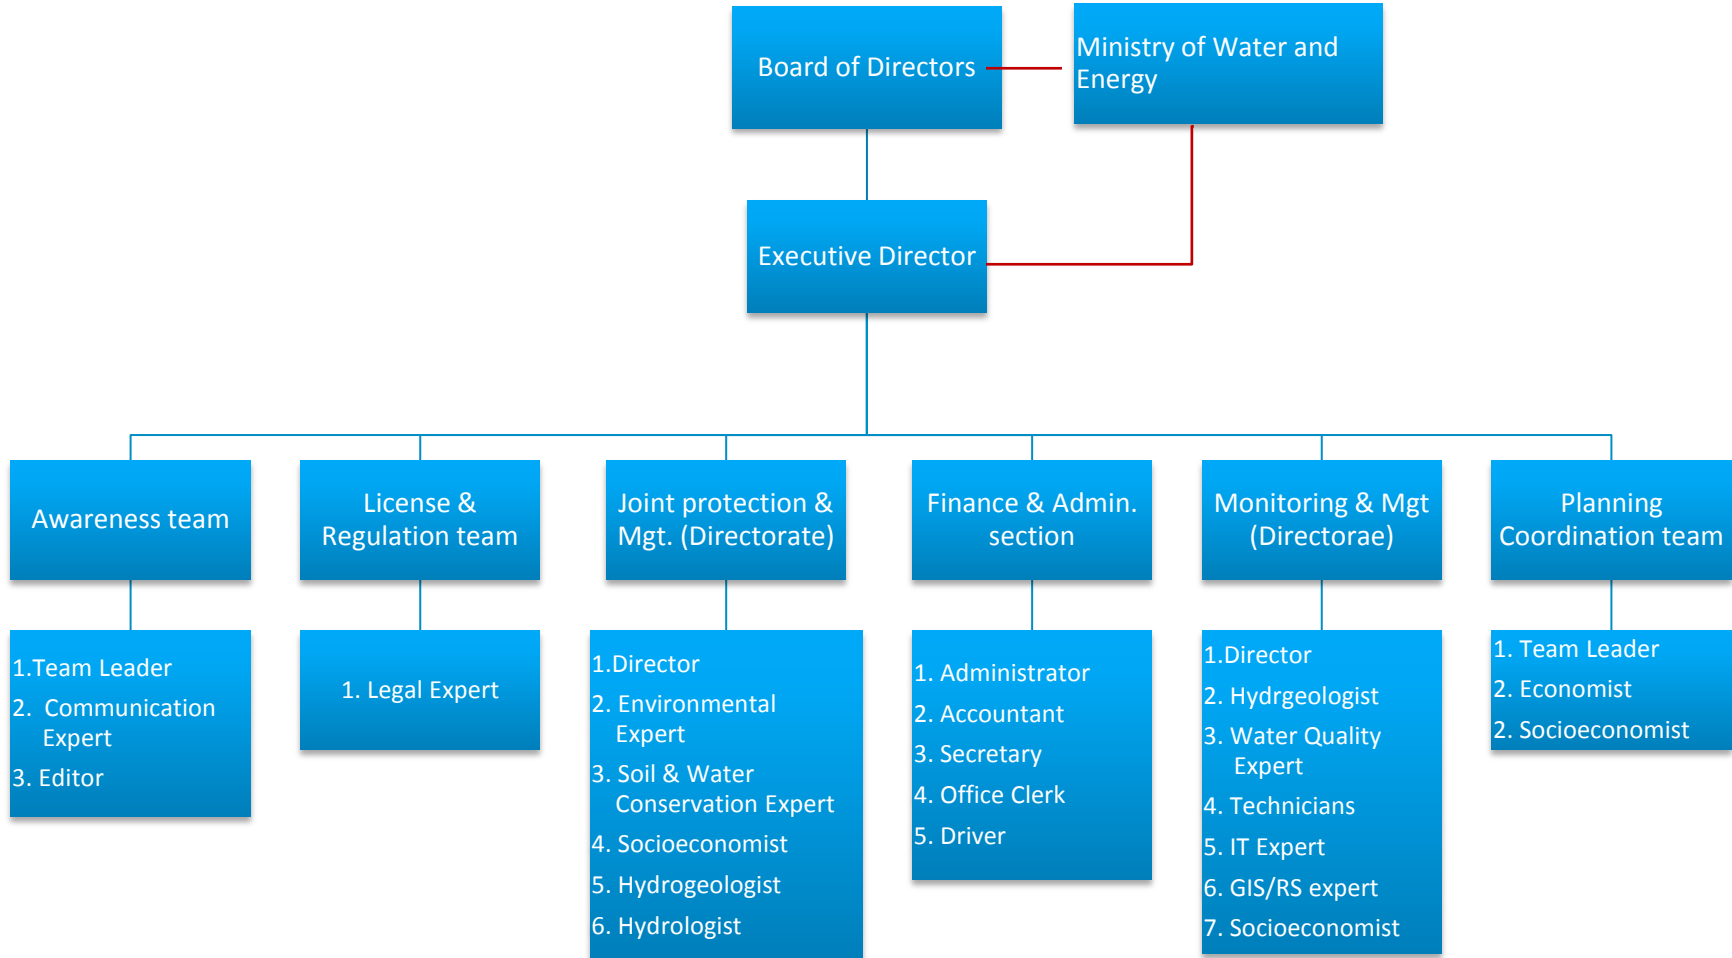 Board of Directors
Ministry of Water and
Energy
Executive Director
Awareness team
License &
Regulation team
Joint protection &
Mgt. (Directorate)
Finance & Admin.
section
Monitoring & Mgt
(Directorae)
Planning
Coordination team
1.Team Leader
2. Communication
Expert
3. Editor
1. Legal Expert
1.Director
2. Environmental
Expert
3. Soil & Water
Conservation Expert
4. Socioeconomist
5. Hydrogeologist
6. Hydrologist
1. Administrator
2. Accountant
3. Secretary
4. Office Clerk
5. Driver
1.Director
2. Hydrgeologist
3. Water Quality
Expert
4. Technicians
5. IT Expert
6. GIS/RS expert
7. Socioeconomist
1. Team Leader
2. Economist
2. Socioeconomist